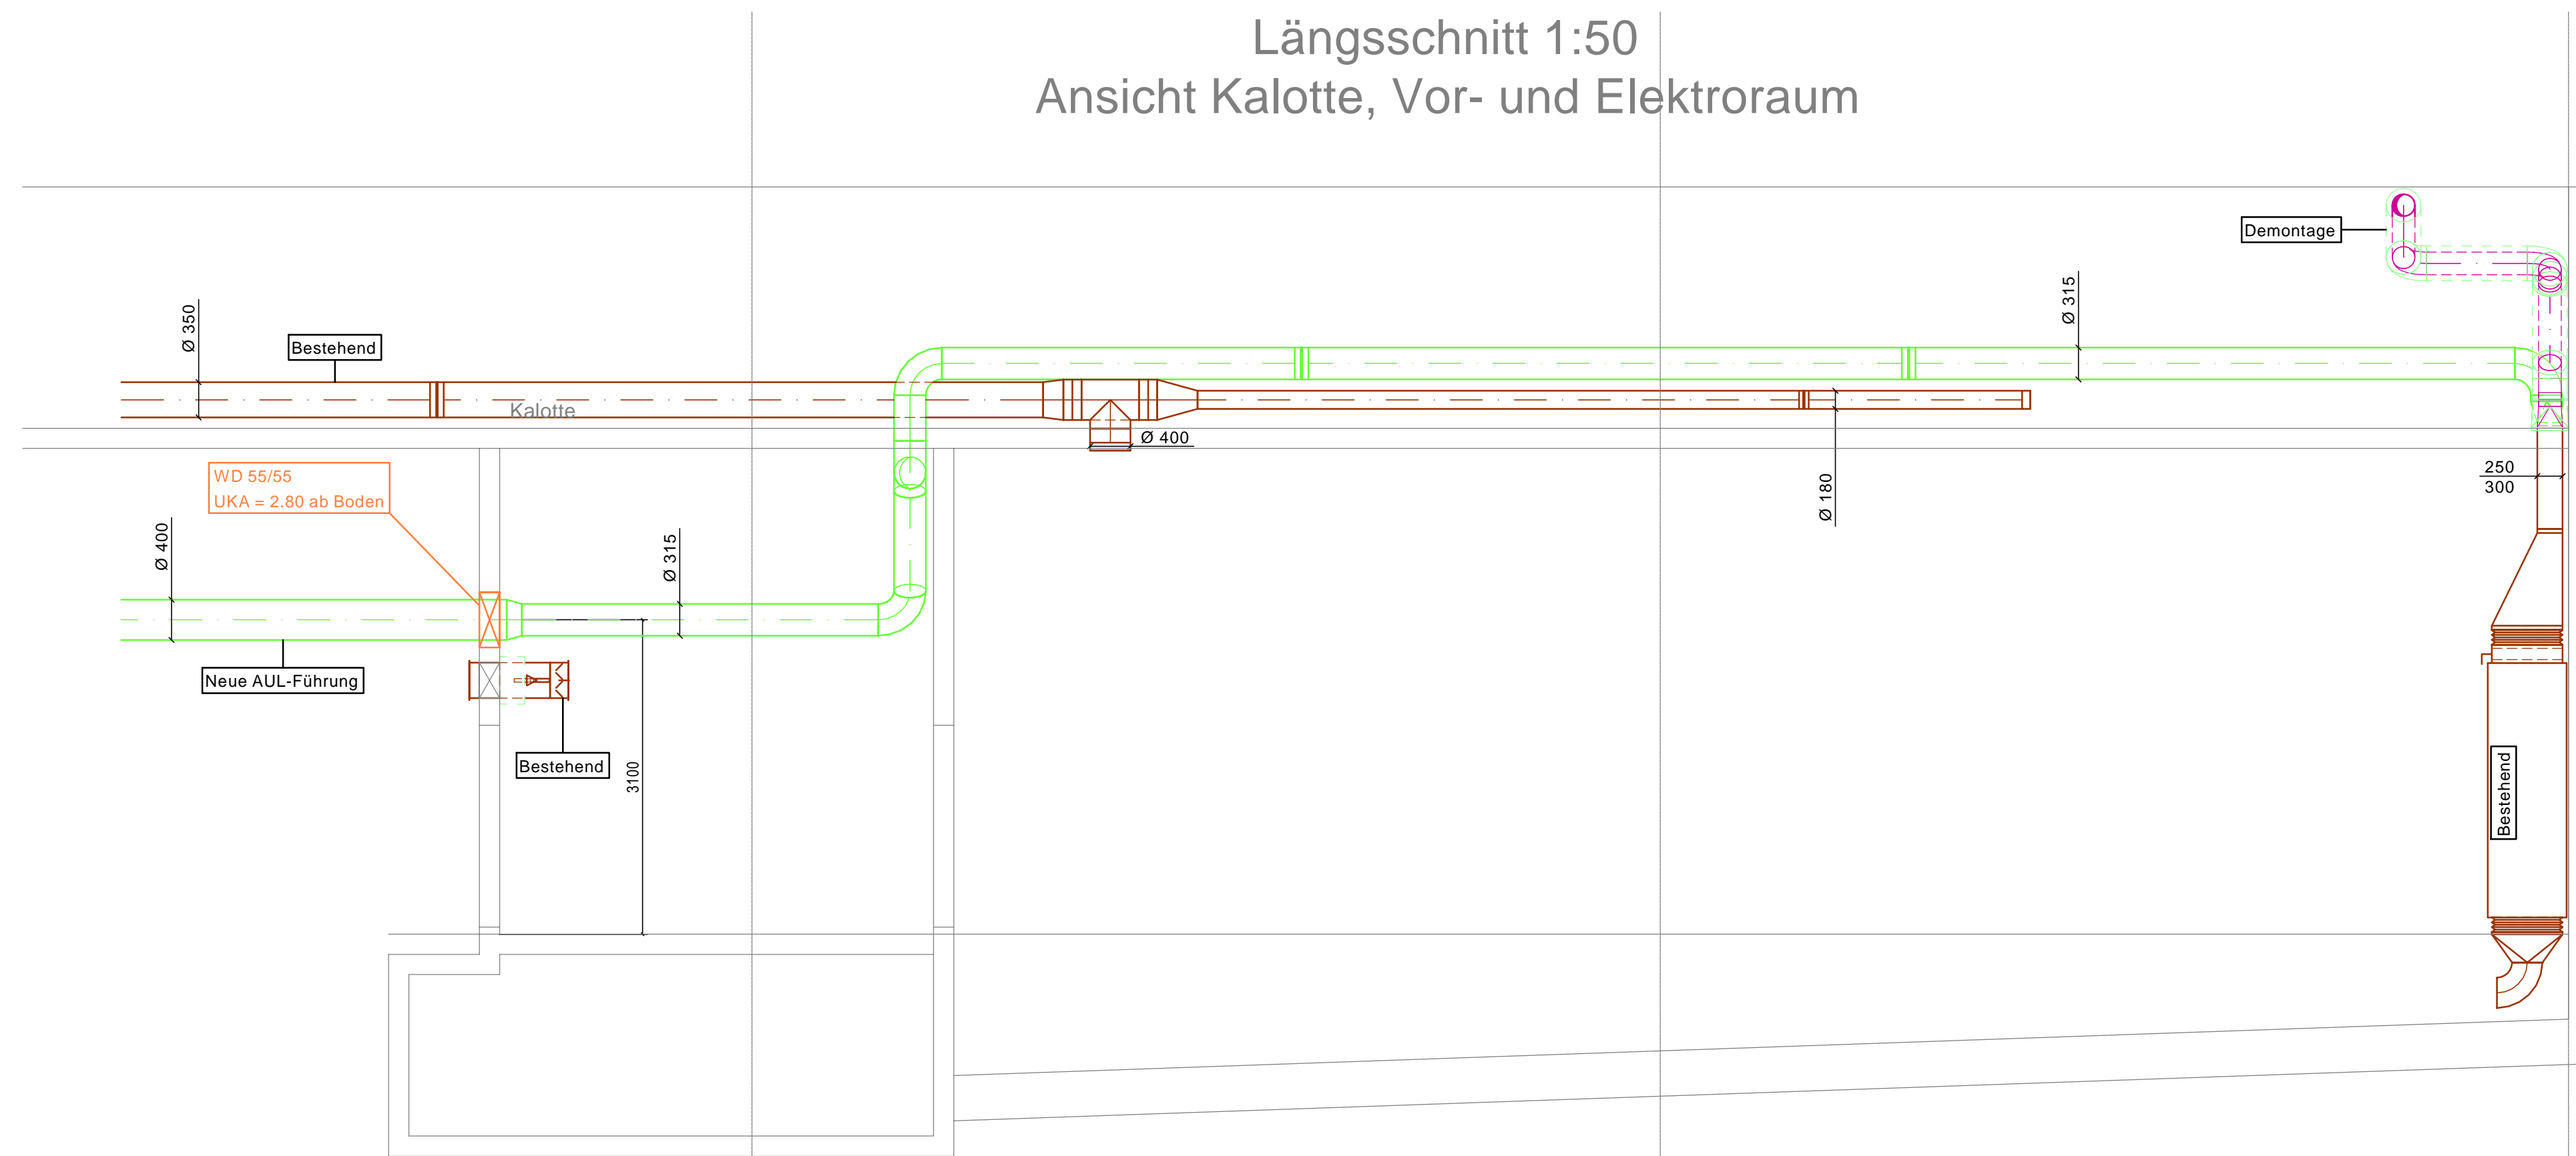 Längsschnitt 1:50
Ansicht Kalotte, Vor- und Elektroraum
Demontage
Ø 315
Ø 350
Bestehend
Kalotte
Ø 400
WD 55/55
UKA = 2.80 ab Boden
250
300
Ø 180
Ø 400
Ø 315
Neue AUL-Führung
Bestehend
3100
Bestehend